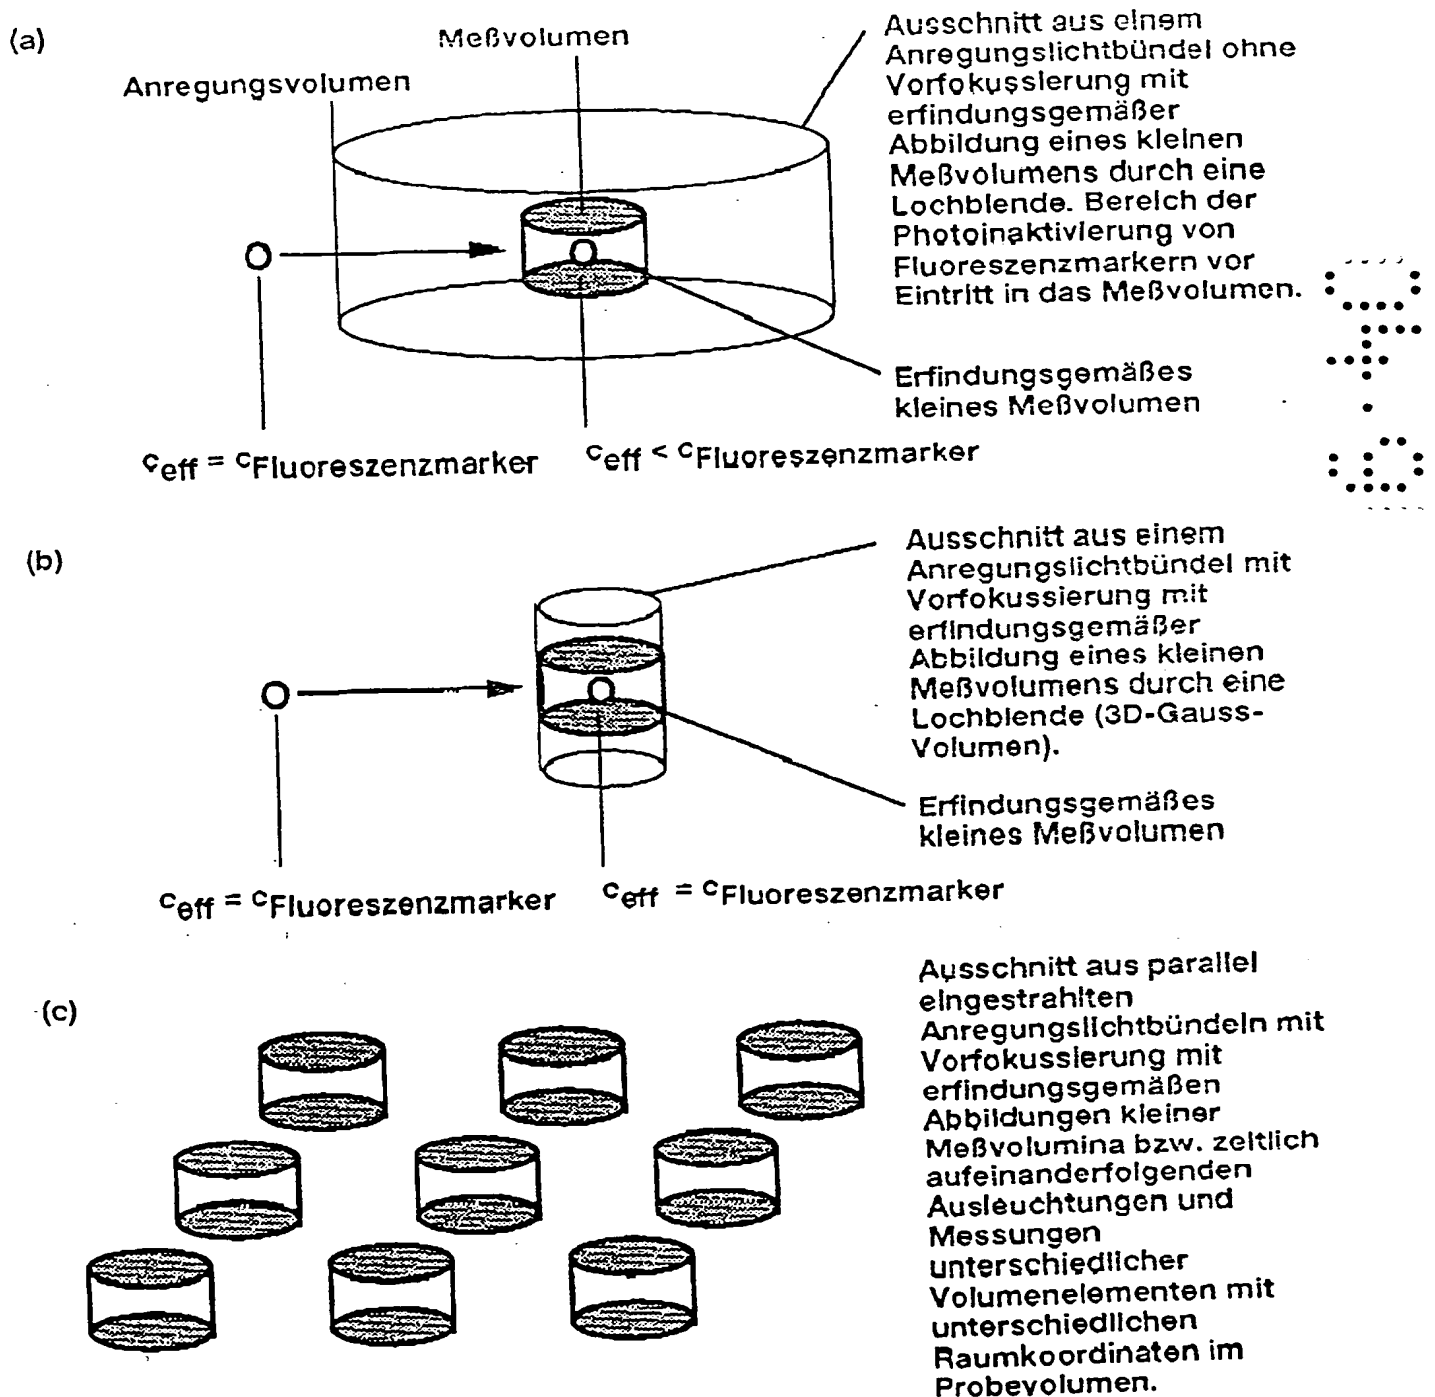 (a)
Meßvolumen
Anregungsvolumen
Ausschnitt aus einem
Anregungslichtbündel ohne
Vorfokussierung mit
erfindungsgemäßer
Abbildung eines kleinen
Meßvolumens durch eine
Lochblende. Bereich der
Photoinaktivierung von
Fluoreszenzmarkern vor
Eintritt in das Meßvolumen.
Erfindungsgemäßes
kleines Meßvolumen
ceff = cFluoreszenzmarker
ceff < cFluoreszenzmarker
(b)
Ausschnitt aus einem
Anregungslichtbündel mit
Vorfokussierung mit
erfindungsgemäßer
Abbildung eines kleinen
Meßvolumens durch eine
Lochblende (3D-Gauss-
Volumen).
Erfindungsgemäßes
kleines Meßvolumen
ceff = cFluoreszenzmarker
ceff = cFluoreszenzmarker
(c)
Ausschnitt aus parallel
eingestrahlten
Anregungslichtbündeln mit
Vorfokussierung mit
erfindungsgemäßen
Abbildungen kleiner
Meßvolumina bzw. zeitlich
aufeinanderfolgenden
Ausleuchtungen und
Messungen
unterschiedlicher
Volumenelementen mit
unterschiedlichen
Raumkoordinaten im
Probevolumen.